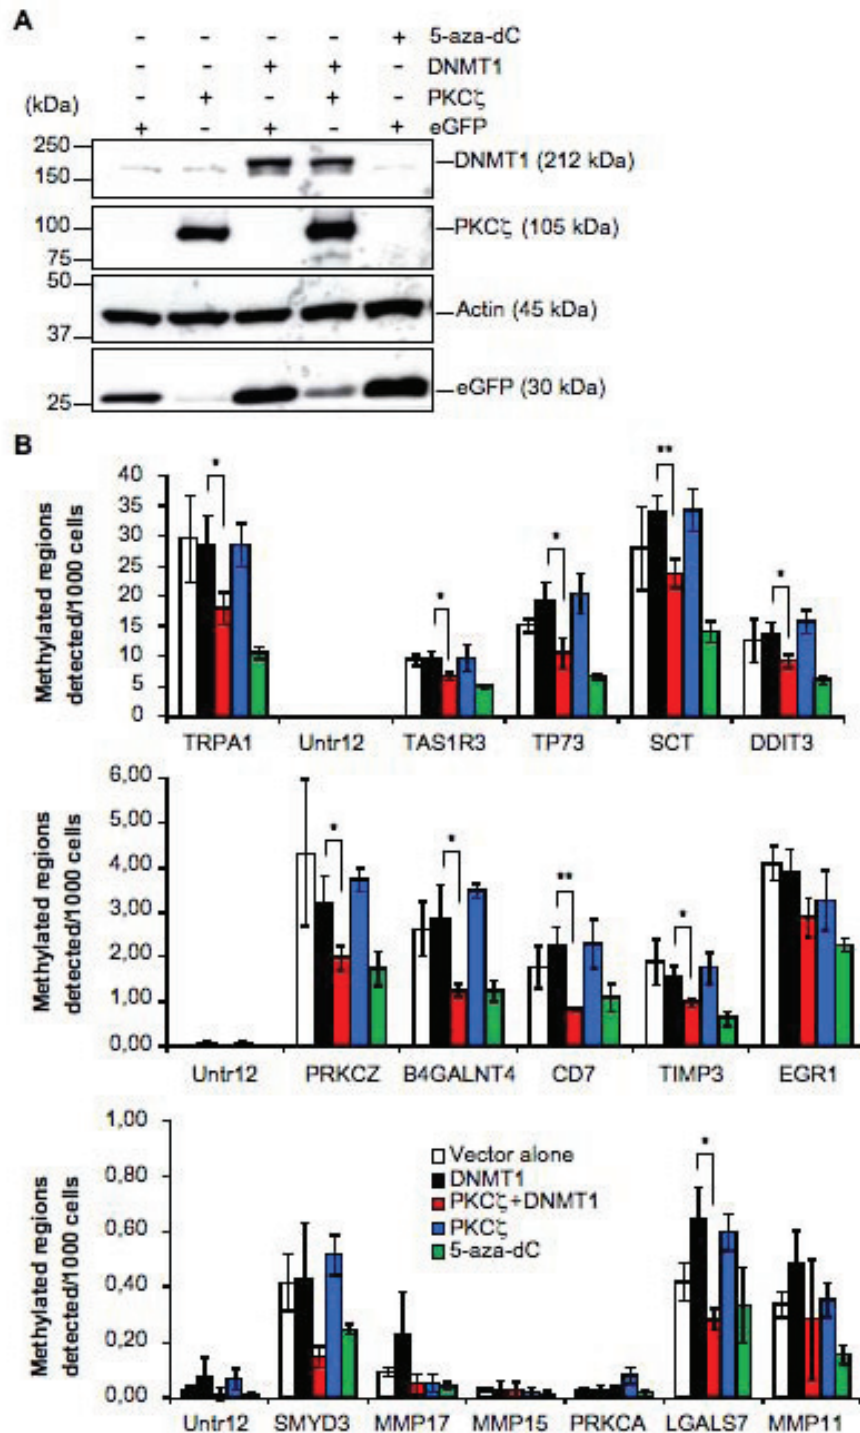 A
- - - - + 5-aza-dC
- - + + - DNMT1
(kDa) - + - + - PKCζ
+ - + - + eGFP
250
150
DNMT1 (212 kDa)
100
75
PKCζ (105 kDa)
50
37
Actin (45 kDa)
25
eGFP (30 kDa)
B
Methylated regions
detected/1000 cells
40
35
30
25
20
15
10
5
0
* * * ** *
TRPA1 Untr12 TAS1R3 TP73 SCT DDIT3
Methylated regions
detected/1000 cells
6,00
4,00
3,00
2,00
1,00
0,00
* * ** *
Untr12 PRKCZ B4GALNT4 CD7 TIMP3 EGR1
Methylated regions
detected/1000 cells
1,00
0,80
0,60
0,40
0,20
0,00
Vector alone
DNMT1
PKCζ+DNMT1
PKCζ
5-aza-dC
*
Untr12 SMYD3 MMP17 MMP15 PRKCA LGALS7 MMP11